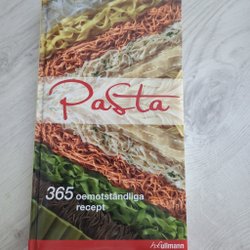 Pasta
365 oemotståndliga
recept
h.f.ullmann